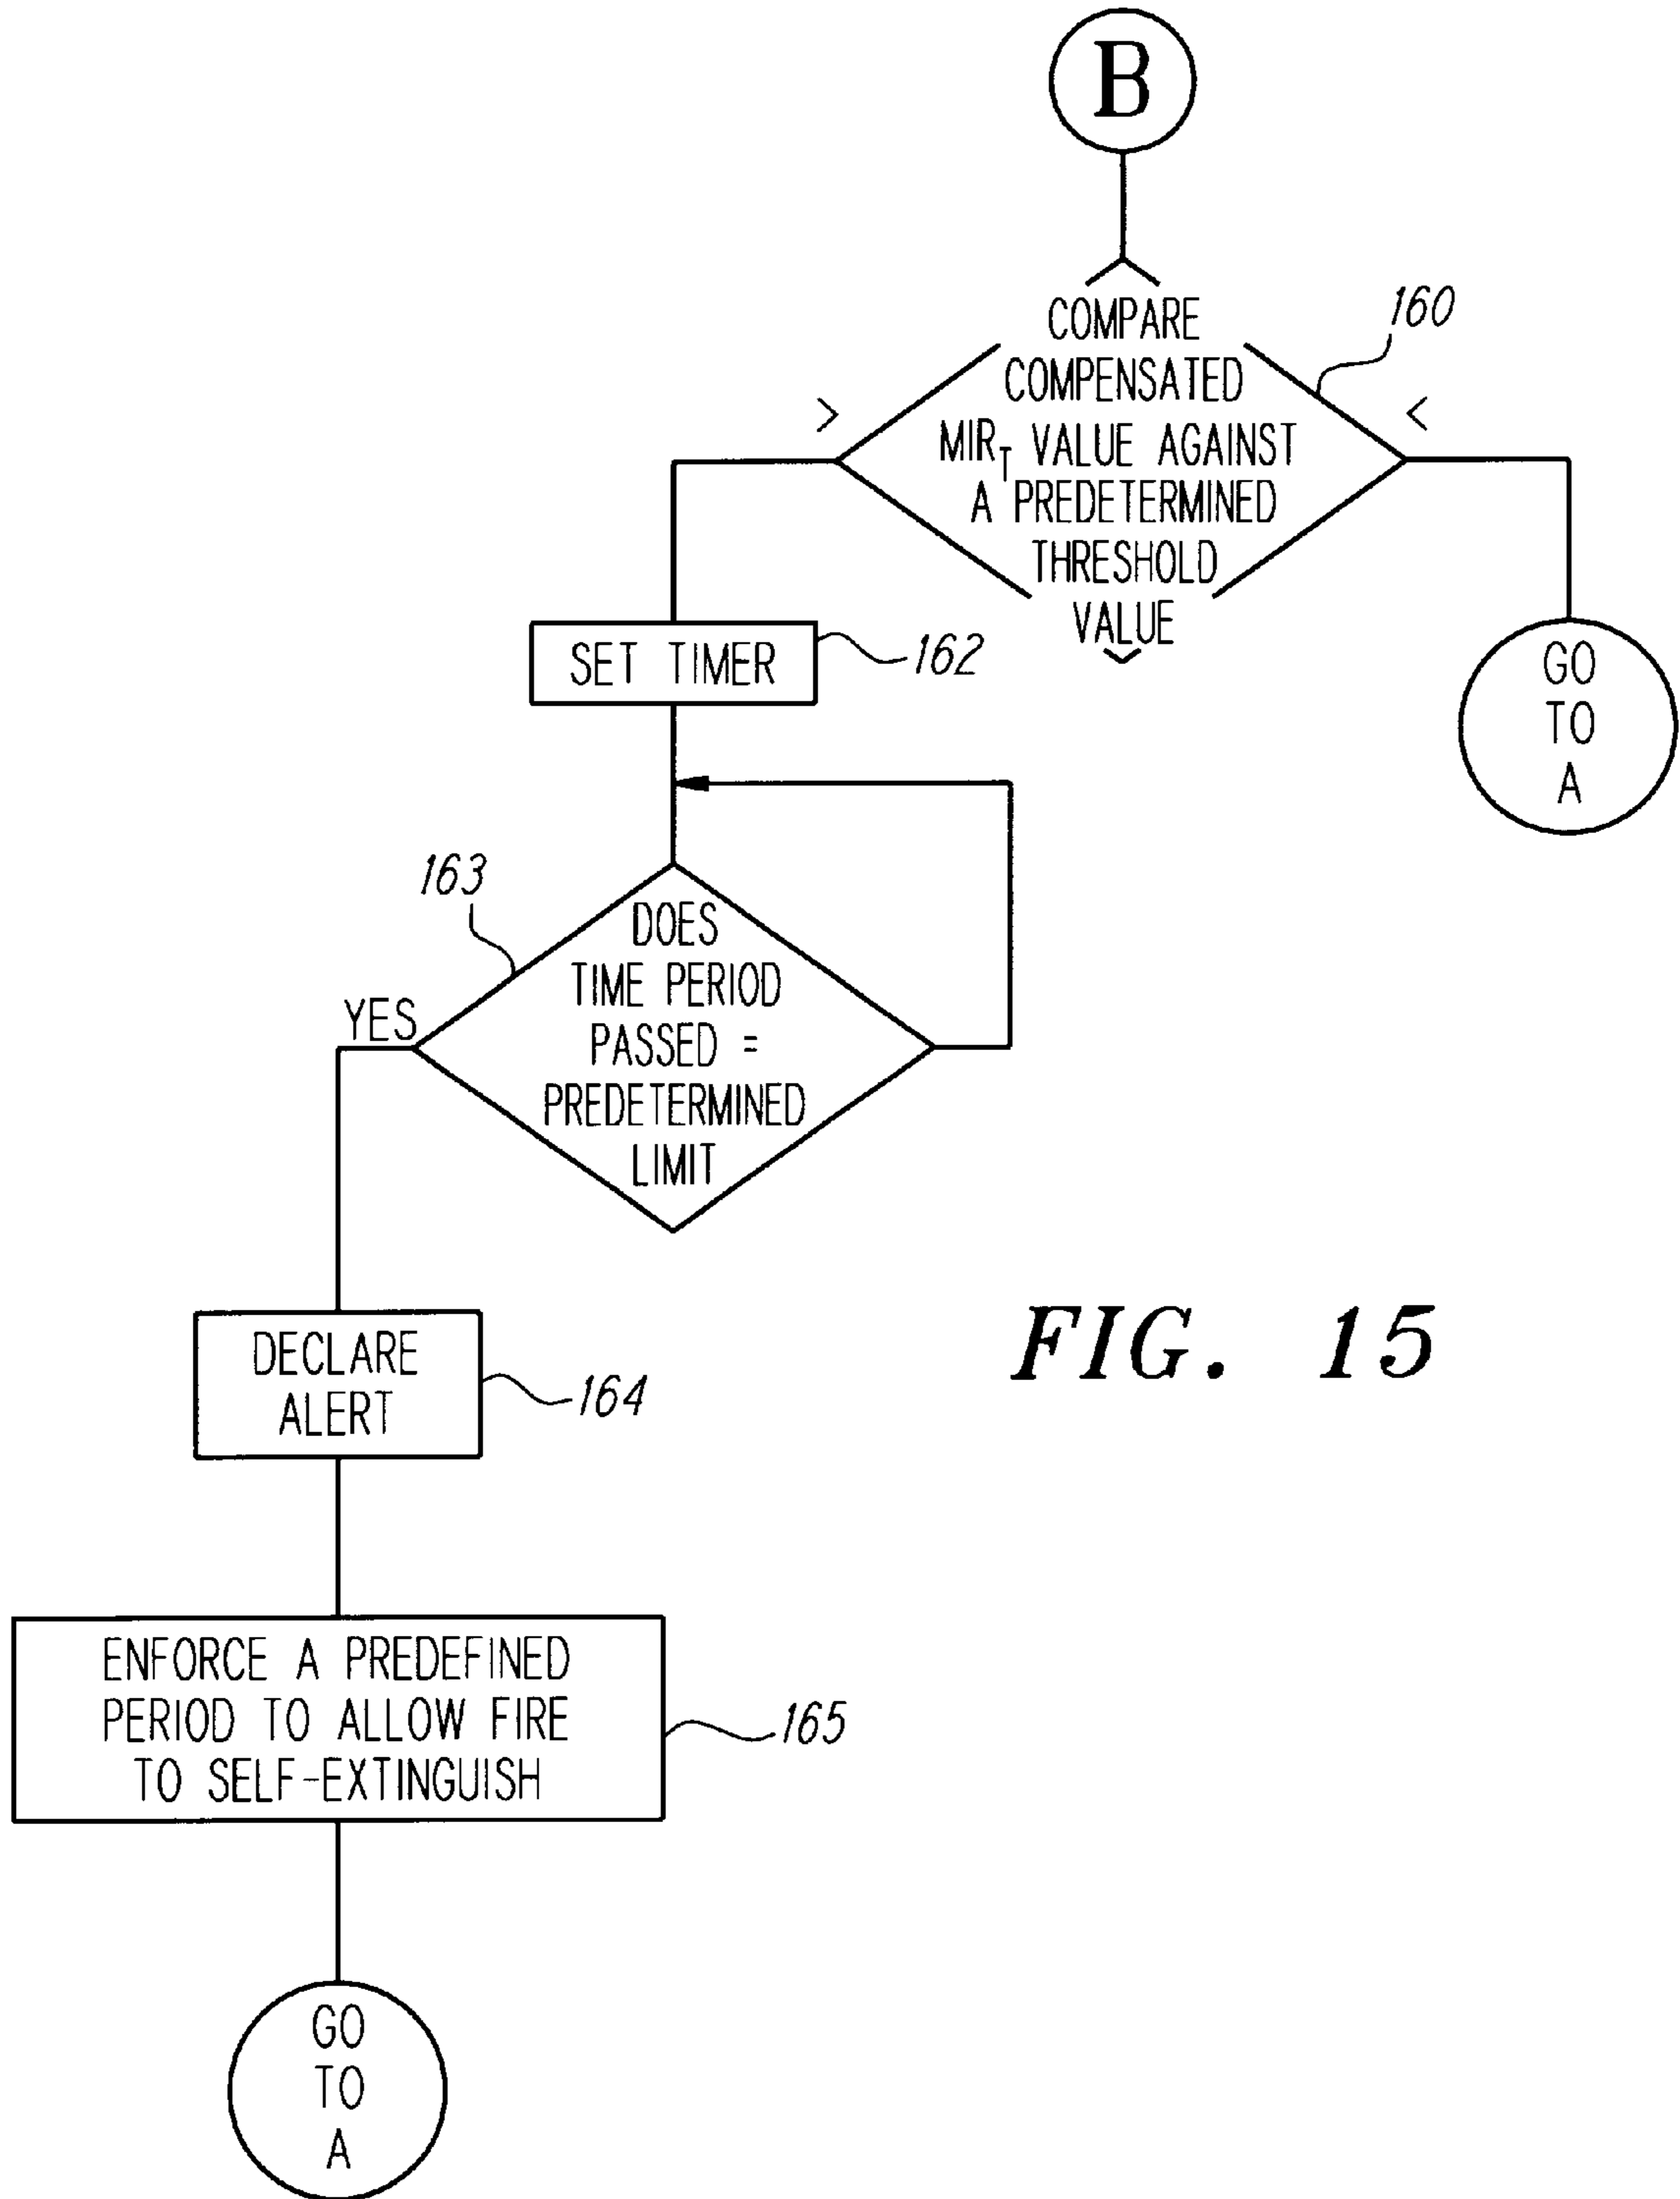 B
COMPARE
COMPENSATED
MIR_T VALUE AGAINST
A PREDETERMINED
THRESHOLD
VALUE
160
>
<
SET TIMER
162
GO
TO
A
163
DOES
TIME PERIOD
PASSED =
PREDETERMINED
LIMIT
YES
DECLARE
ALERT
164
FIG. 15
ENFORCE A PREDEFINED
PERIOD TO ALLOW FIRE
TO SELF-EXTINGUISH
165
GO
TO
A